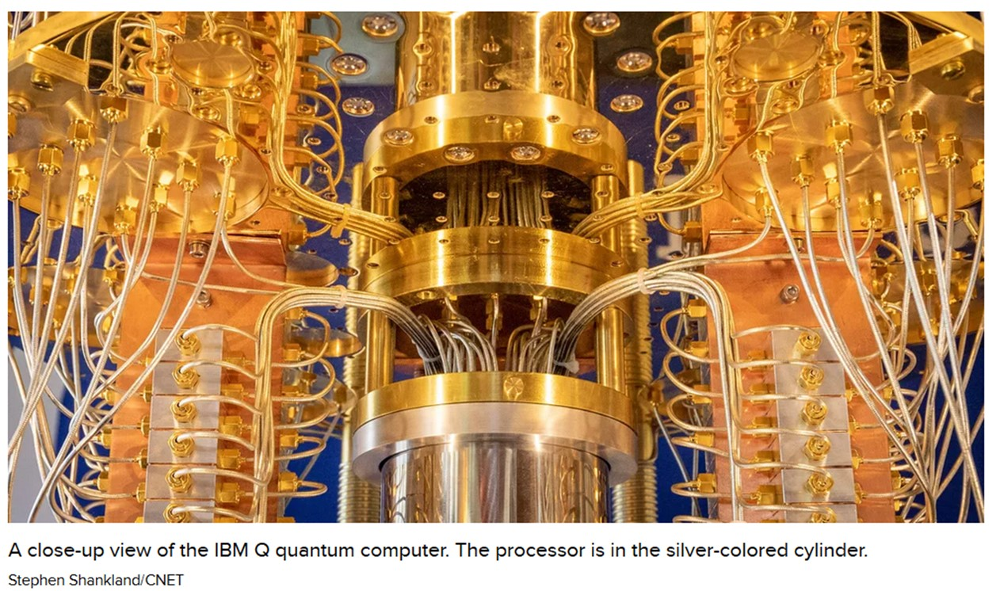 A close-up view of the IBM Q quantum computer. The processor is in the silver-colored cylinder.
Stephen Shankland/CNET